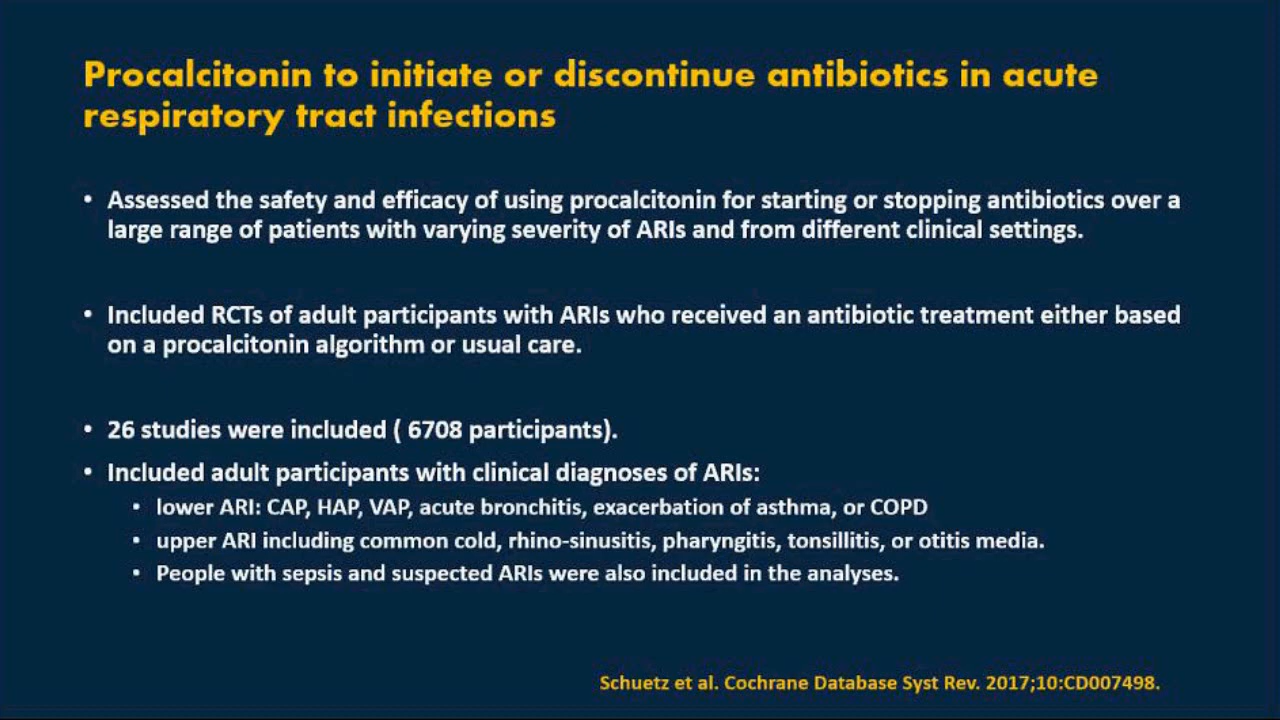 Procalcitonin to initiate or discontinue antibiotics in acute
respiratory tract infections
• Assessed the safety and efficacy of using procalcitonin for starting or stopping antibiotics over a
large range of patients with varying severity of ARIs and from different clinical settings.
• Included RCTs of adult participants with ARIs who received an antibiotic treatment either based
on a procalcitonin algorithm or usual care.
• 26 studies were included ( 6708 participants).
• Included adult participants with clinical diagnoses of ARIs:
• lower ARI: CAP, HAP, VAP, acute bronchitis, exacerbation of asthma, or COPD
• upper ARI including common cold, rhino-sinusitis, pharyngitis, tonsillitis, or otitis media.
• People with sepsis and suspected ARIs were also included in the analyses.
Schuetz et al. Cochrane Database Syst Rev. 2017;10:CD007498.